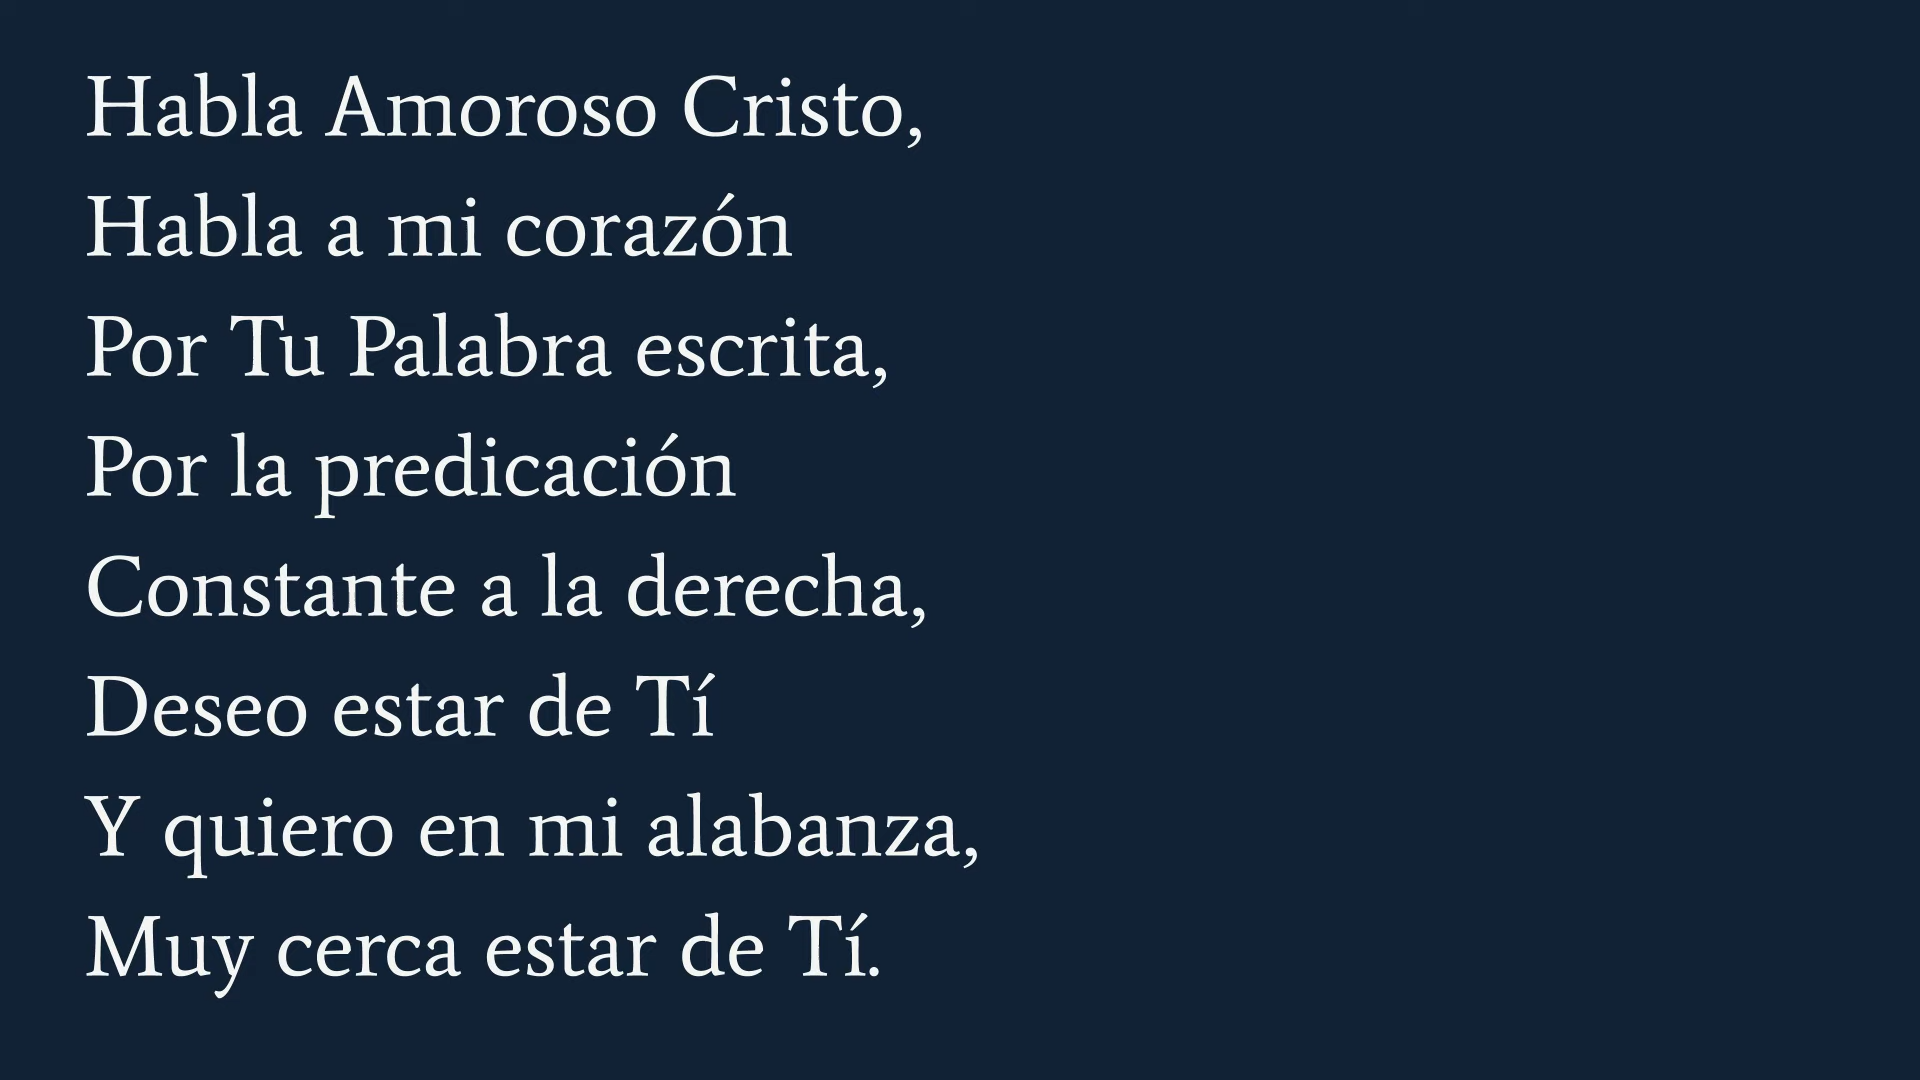 Habla Amoroso Cristo,
Habla a mi corazón
Por Tu Palabra escrita,
Por la predicación
Constante a la derecha,
Deseo estar de Tí
Y quiero en mi alabanza,
Muy cerca estar de Tí.